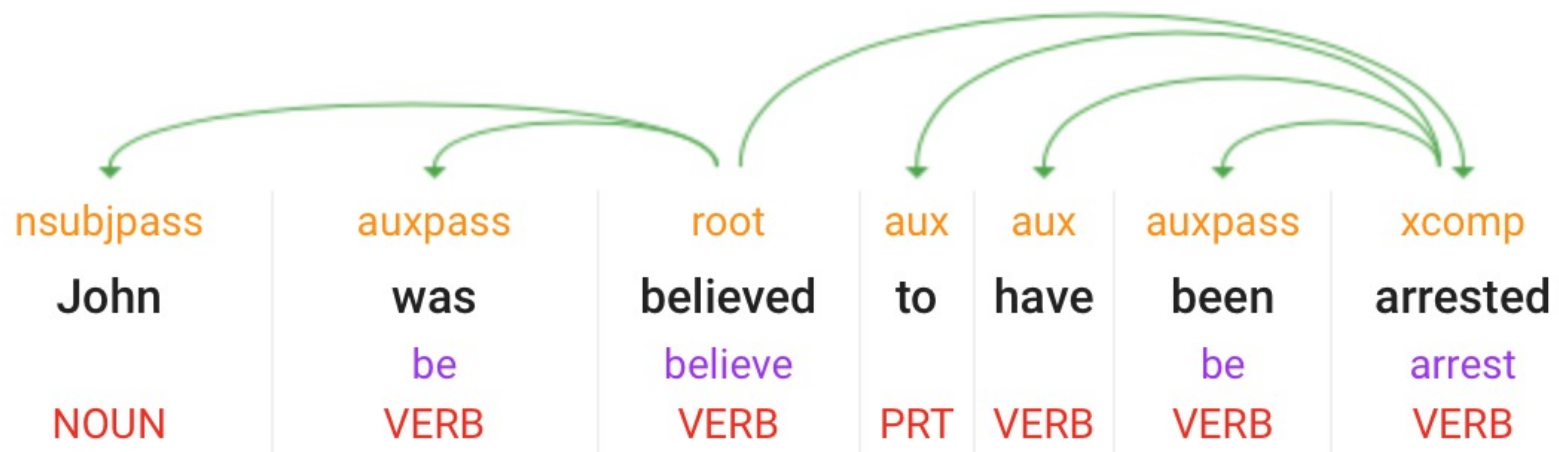 nsubjpass auxpass root aux aux auxpass xcomp
John was believed to have been arrested
be believe be arrest
NOUN VERB VERB PRT VERB VERB VERB